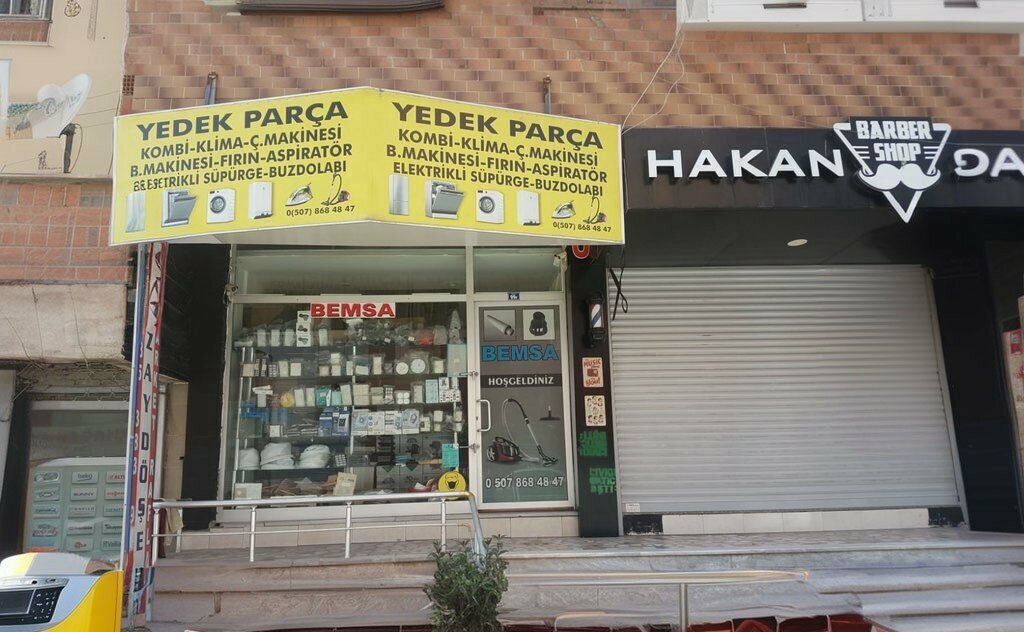 YEDEK PARÇA
KOMBİ-KLİMA-Ç.MAKİNESİ
B.MAKİNESİ-FIRIN-ASPİRATÖR
ELEKTRİKLİ SÜPÜRGE-BUZDOLABI
0(507) 868 48 47
YEDEK PARÇA
KOMBİ-KLİMA-Ç.MAKİNESİ
B.MAKİNESİ-FIRIN-ASPİRATÖR
ELEKTRİKLİ SÜPÜRGE-BUZDOLABI
0(507) 868 48 47
HAKAN
BARBER
SHOP
BEMSA
BEMSA
HOŞGELDİNİZ
0 507 868 48 47
MUSIC
beko